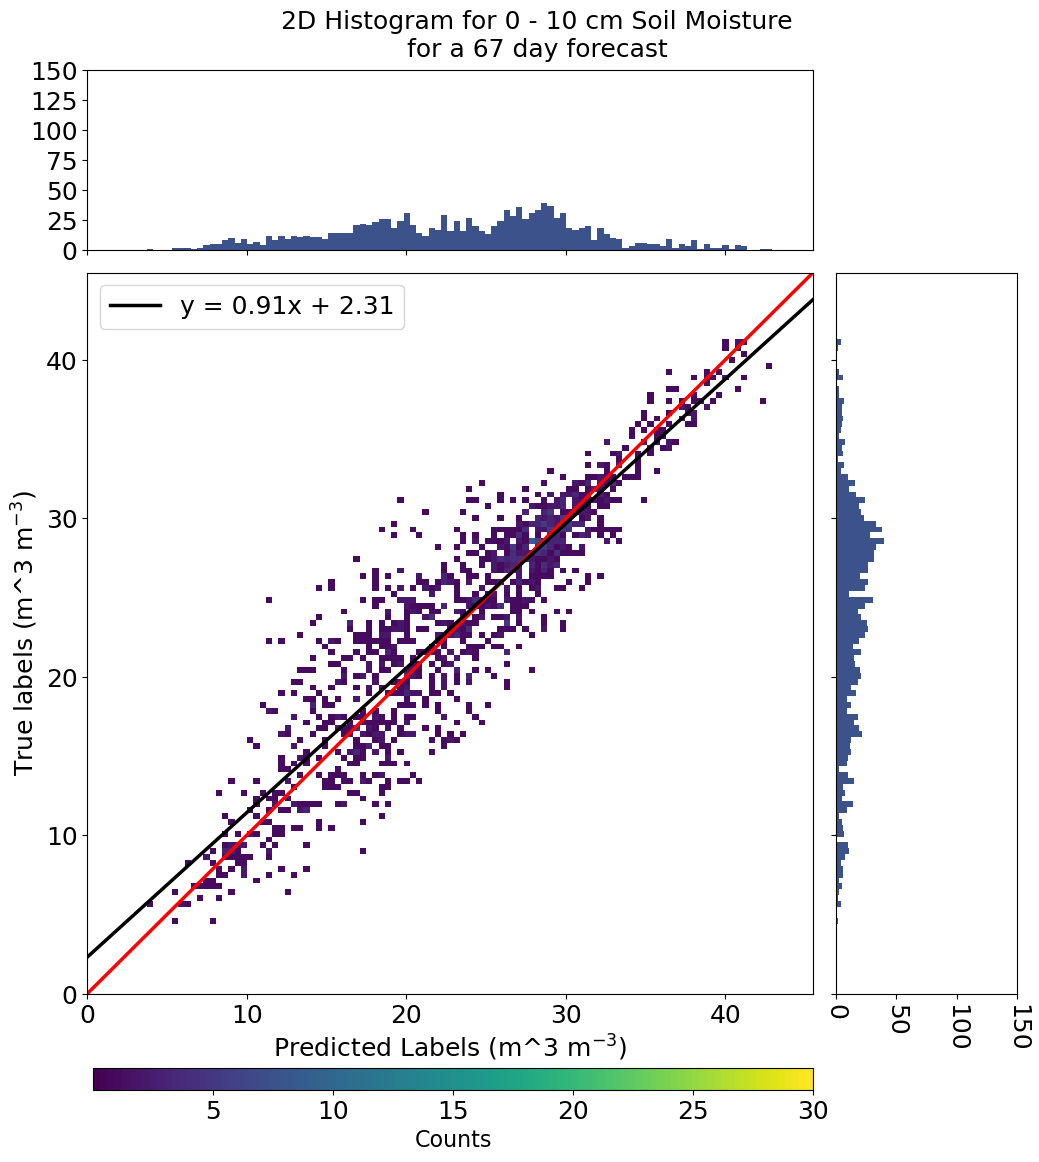 2D Histogram for 0 - 10 cm Soil Moisture
for a 67 day forecast
150
125
100
75
50
25
0
y = 0.91x + 2.31
40
30
20
10
0
True labels (m^3 m⁻³)
0 10 20 30 40
Predicted Labels (m^3 m⁻³)
0 50 100 150
5 10 15 20 25 30
Counts